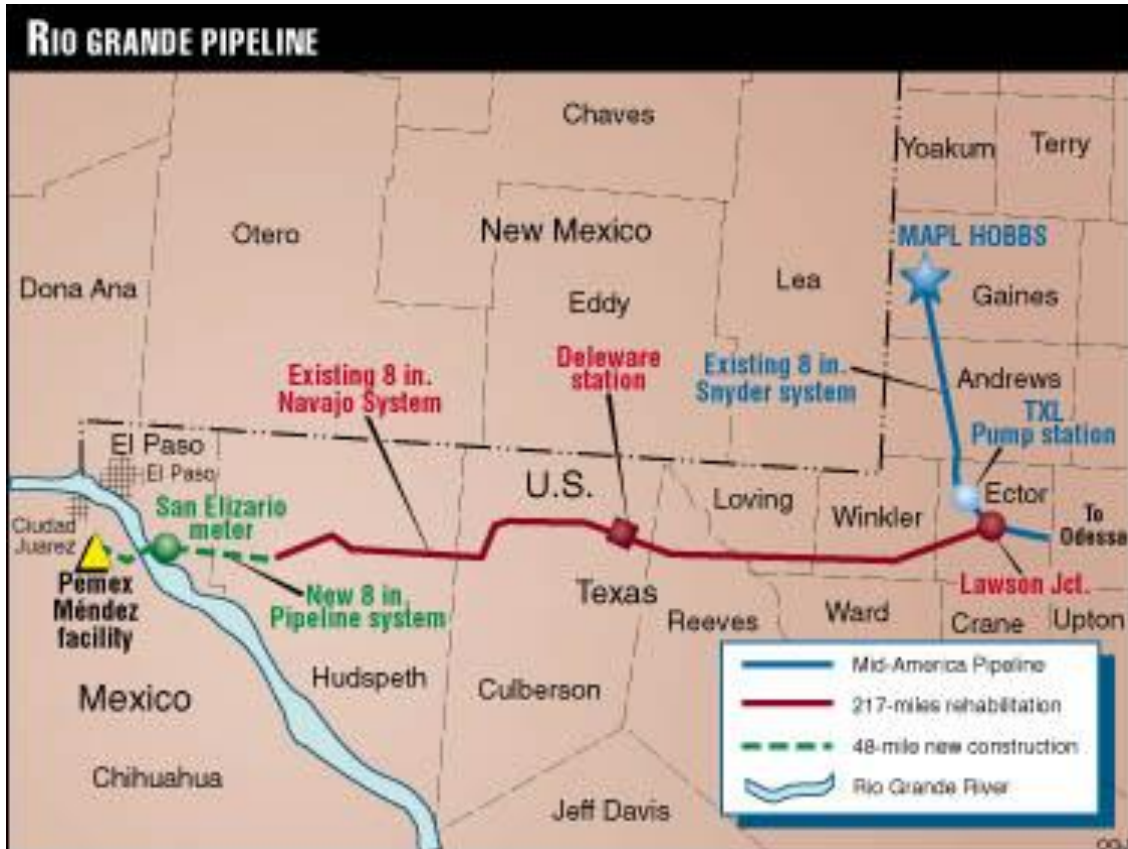 RIO GRANDE PIPELINE
Chaves
Yoakum
Terry
Otero
New Mexico
MAPL HOBBS
Dona Ana
Lea
Gaines
Eddy
Existing 8 in.
Navajo System
Deleware
station
Existing 8 in.
Snyder system
Andrews
TXL
Pump station
El Paso
El Paso
U.S.
Loving
Ector
San Elizario
meter
Winkler
To
Odessa
Ciudad
Juarez
Pemex
Méndez
facility
New 8 in.
Pipeline system
Texas
Lawson Jct.
Reeves
Ward
Crane
Upton
Hudspeth
Culberson
Mexico
Chihuahua
Jeff Davis
Mid-America Pipeline
217-miles rehabilitation
48-mile new construction
Rio Grande River